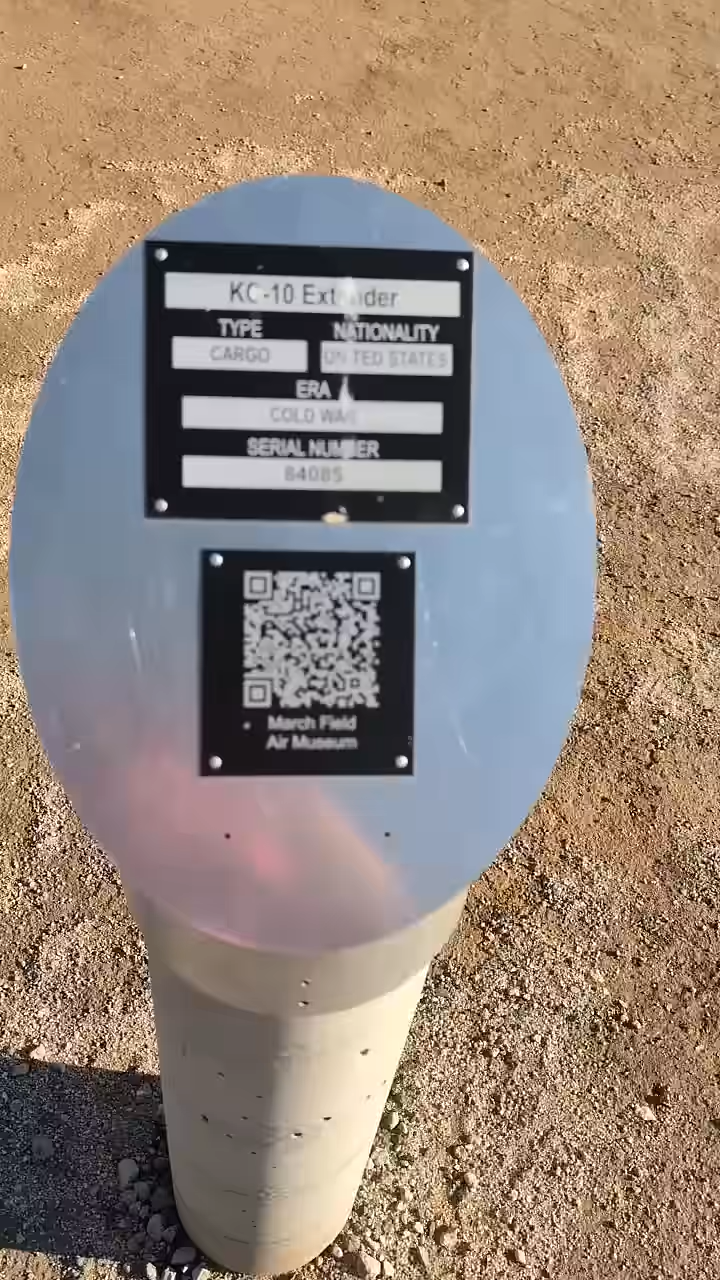 KC-10 Extender
TYPE NATIONALITY
CARGO UNITED STATES
ERA
COLD WAR
SERIAL NUMBER
84085
March Field
Air Museum